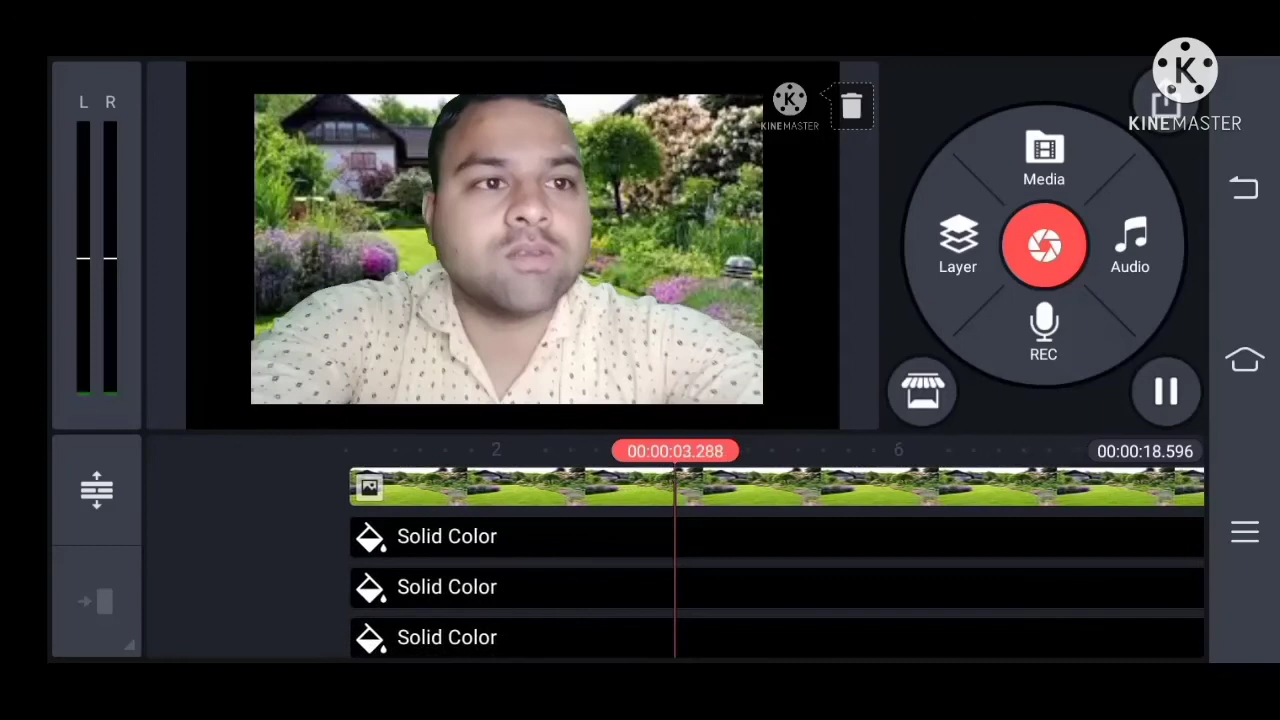 L R
KINEMASTER
KINEMASTER
Media
Layer
Audio
REC
2
00:00:03.288
6
00:00:18.596
Solid Color
Solid Color
Solid Color